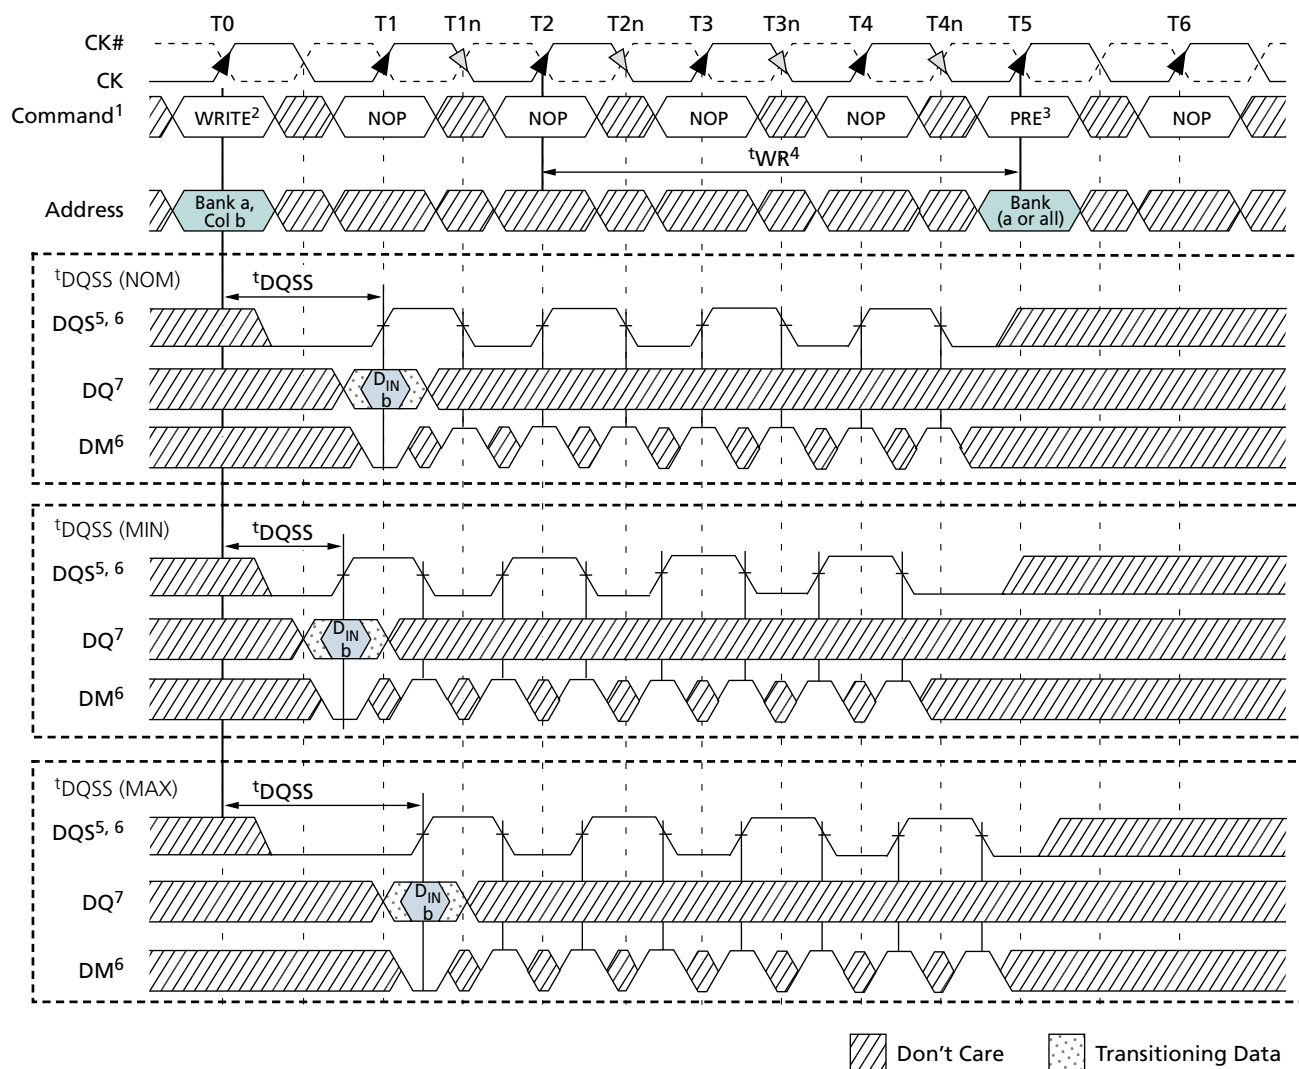 T0 T1 T1n T2 T2n T3 T3n T4 T4n T5 T6
CK#
CK
Command¹ WRITE² NOP NOP NOP NOP PRE³ NOP
ᵗWR⁴
Address Bank a, Col b Bank (a or all)
ᵗDQSS (NOM) ᵗDQSS
DQS⁵, ⁶
DQ⁷ DIN b
DM⁶
ᵗDQSS (MIN) ᵗDQSS
DQS⁵, ⁶
DQ⁷ DIN b
DM⁶
ᵗDQSS (MAX) ᵗDQSS
DQS⁵, ⁶
DQ⁷ DIN b
DM⁶
Don't Care Transitioning Data